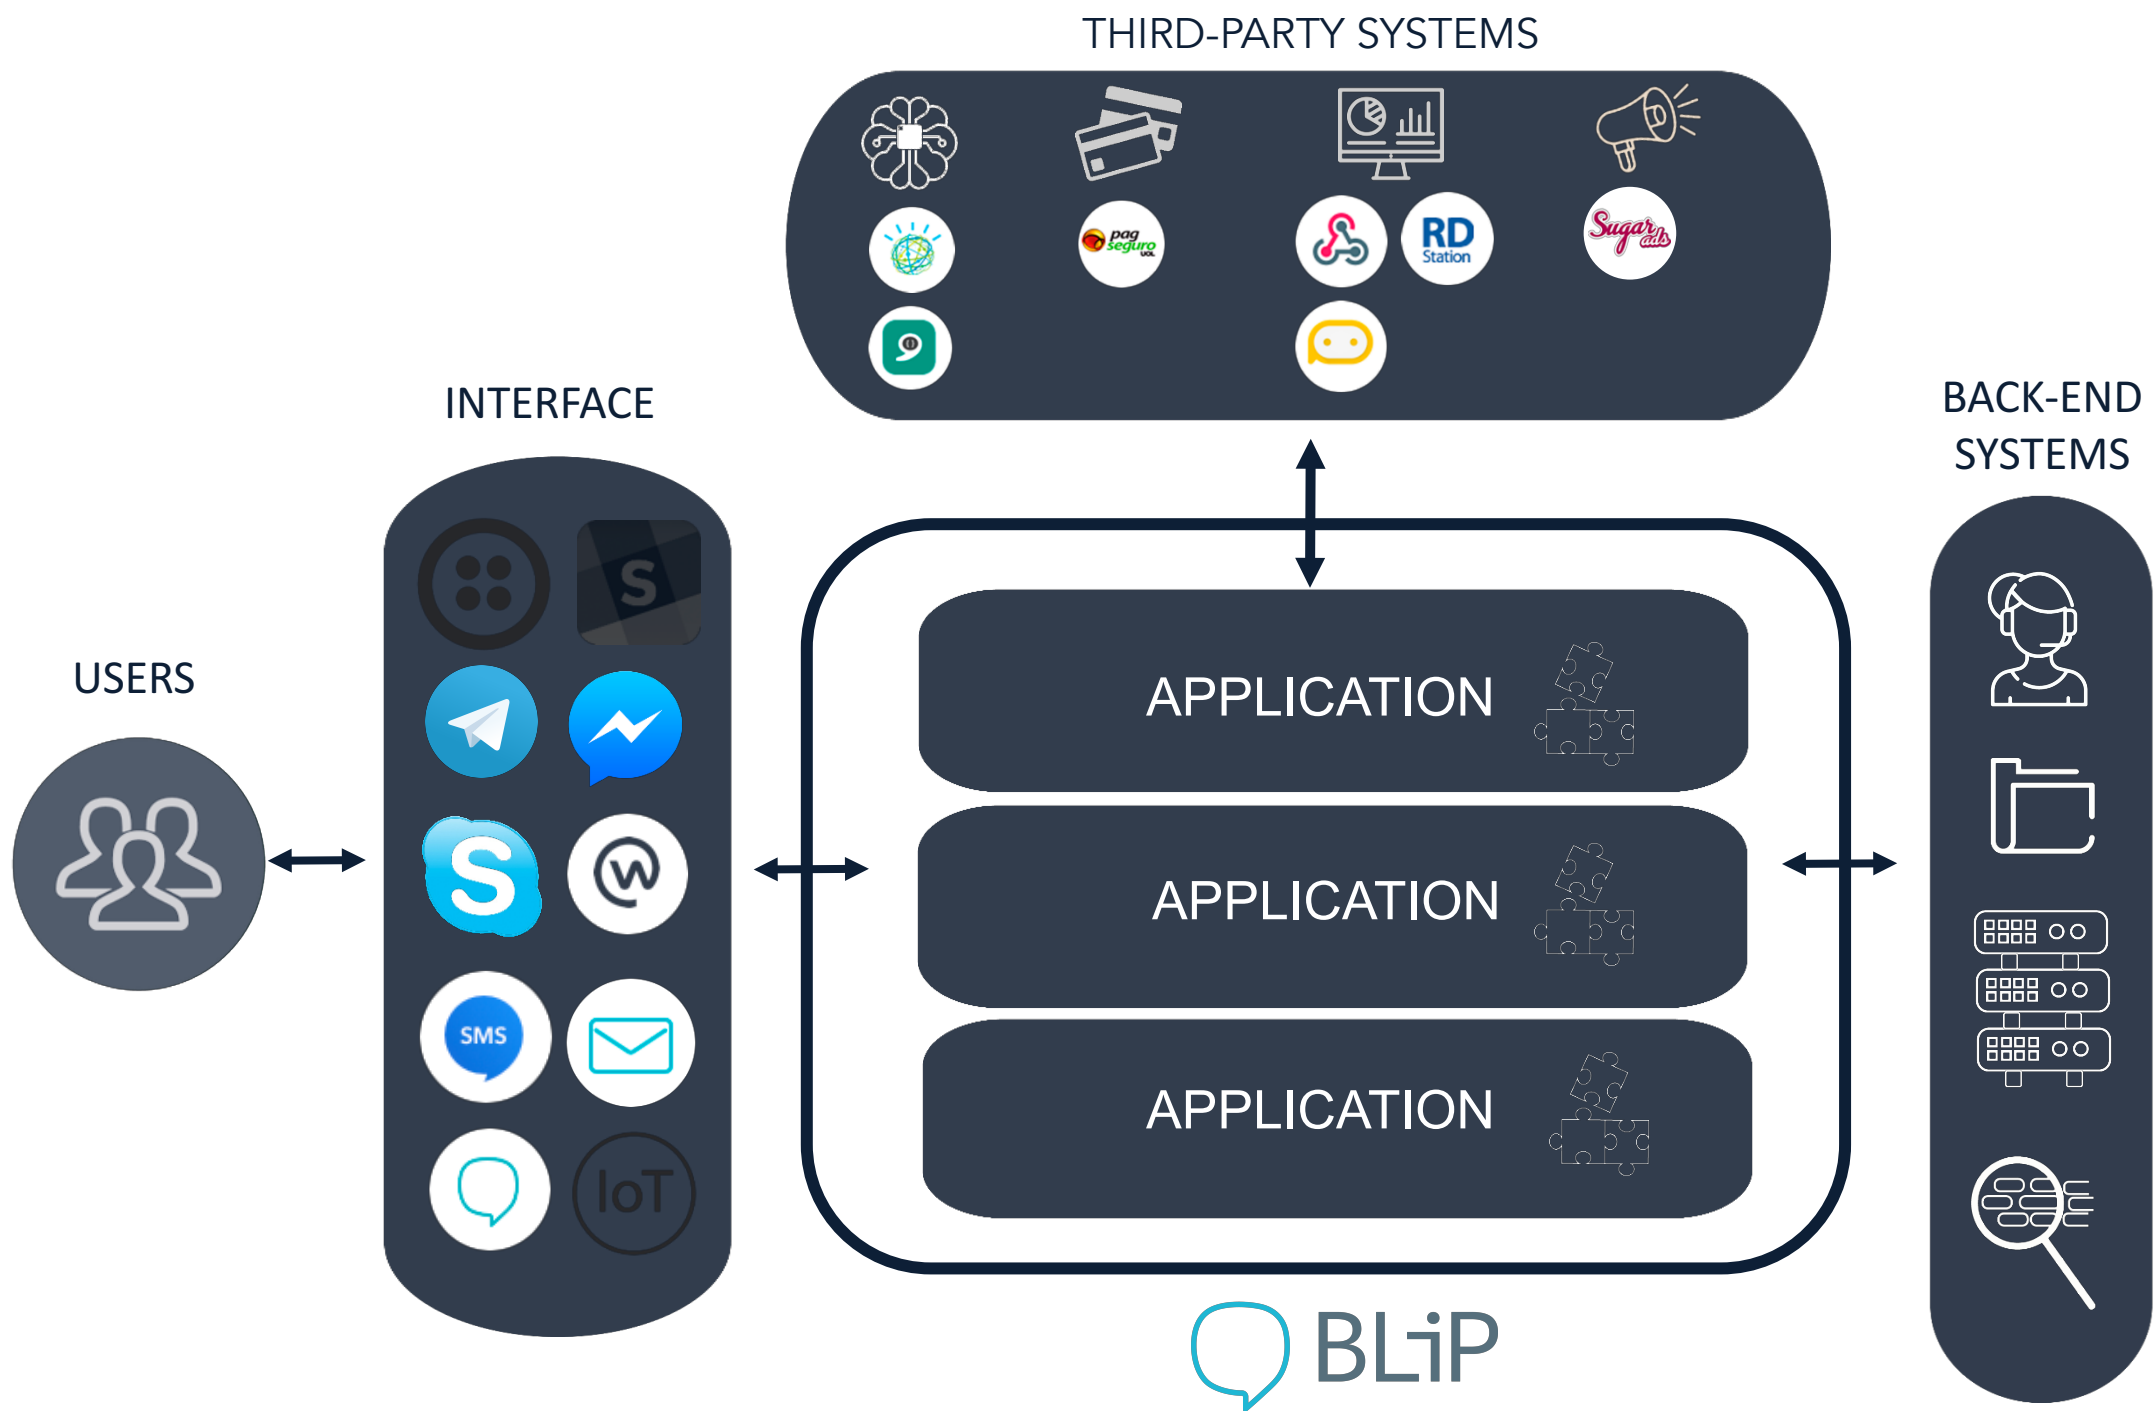 THIRD-PARTY SYSTEMS
pag
seguro
UOL
RD
Station
Sugar
ads
INTERFACE
BACK-END
SYSTEMS
S
USERS
APPLICATION
S
W
APPLICATION
SMS
APPLICATION
IoT
BLiP